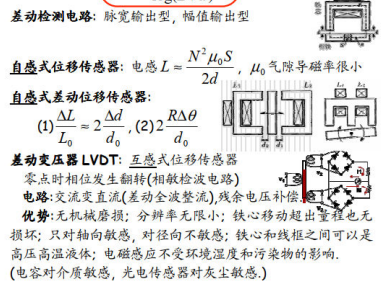 差动检测电路: 脉宽输出型, 幅值输出型
自感式位移传感器: 电感 L ≈ N²μ₀S / 2d , μ₀ 气隙导磁率很小
自感式差动位移传感器:
(1) ΔL/L₀ ≈ 2 Δd/d₀ , (2) 2 RΔθ/d₀
L₁ L₂
差动变压器 LVDT: 互感式位移传感器
零点时相位发生翻转(相敏检波电路)
电路:交流变直流(差动全波整流),残余电压补偿.
优势:无机械磨损; 分辨率无限小; 铁心移动超出量程也无
损坏; 只对轴向敏感, 对径向不敏感; 铁心和线框之间可以是
高压高温液体; 电磁感应不受环境湿度和污染物的影响.
(电容对介质敏感, 光电传感器对灰尘敏感.)